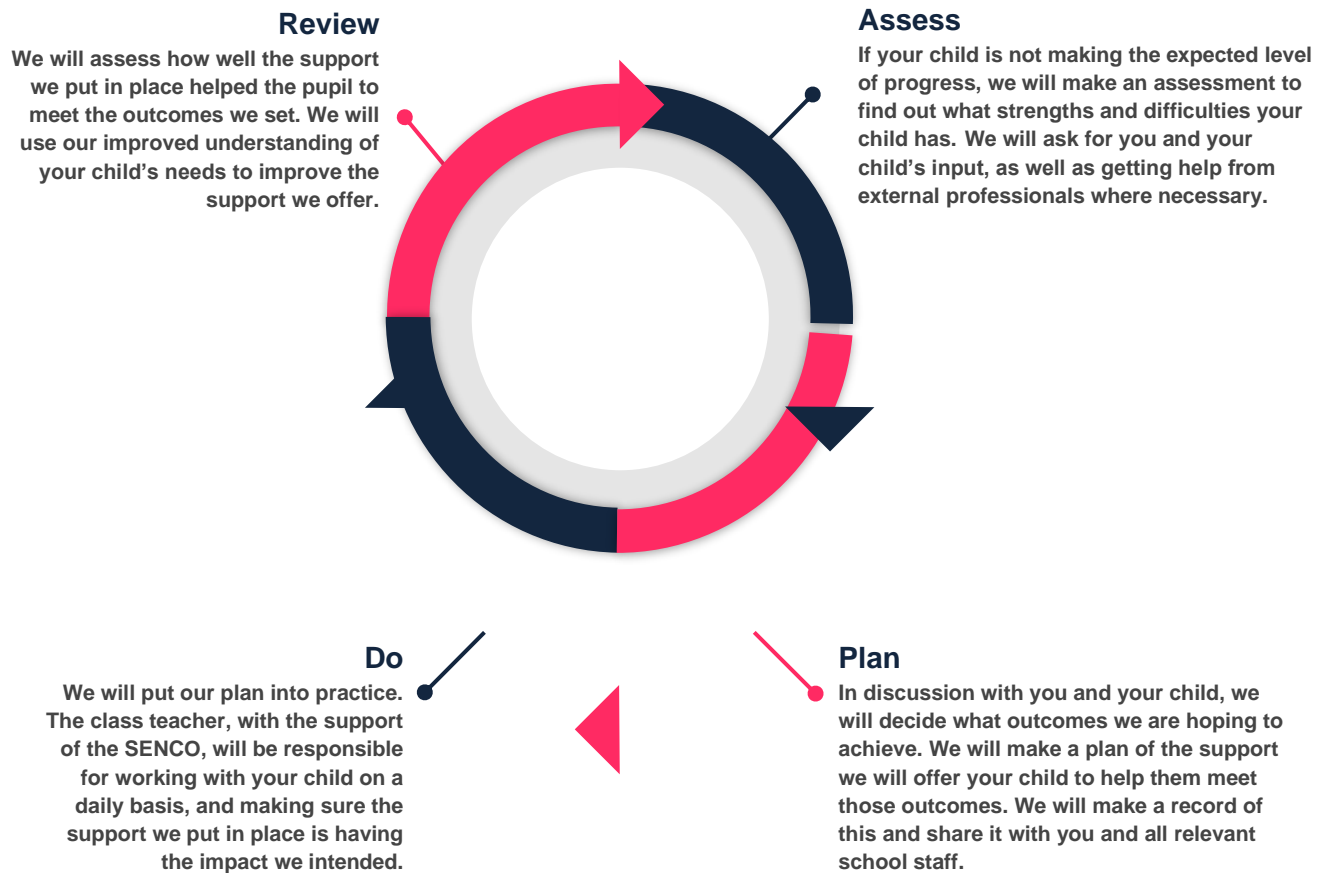 Review
We will assess how well the support
we put in place helped the pupil to
meet the outcomes we set. We will
use our improved understanding of
your child’s needs to improve the
support we offer.
Assess
If your child is not making the expected level
of progress, we will make an assessment to
find out what strengths and difficulties your
child has. We will ask for you and your
child’s input, as well as getting help from
external professionals where necessary.
Do
We will put our plan into practice.
The class teacher, with the support
of the SENCO, will be responsible
for working with your child on a
daily basis, and making sure the
support we put in place is having
the impact we intended.
Plan
In discussion with you and your child, we
will decide what outcomes we are hoping to
achieve. We will make a plan of the support
we will offer your child to help them meet
those outcomes. We will make a record of
this and share it with you and all relevant
school staff.